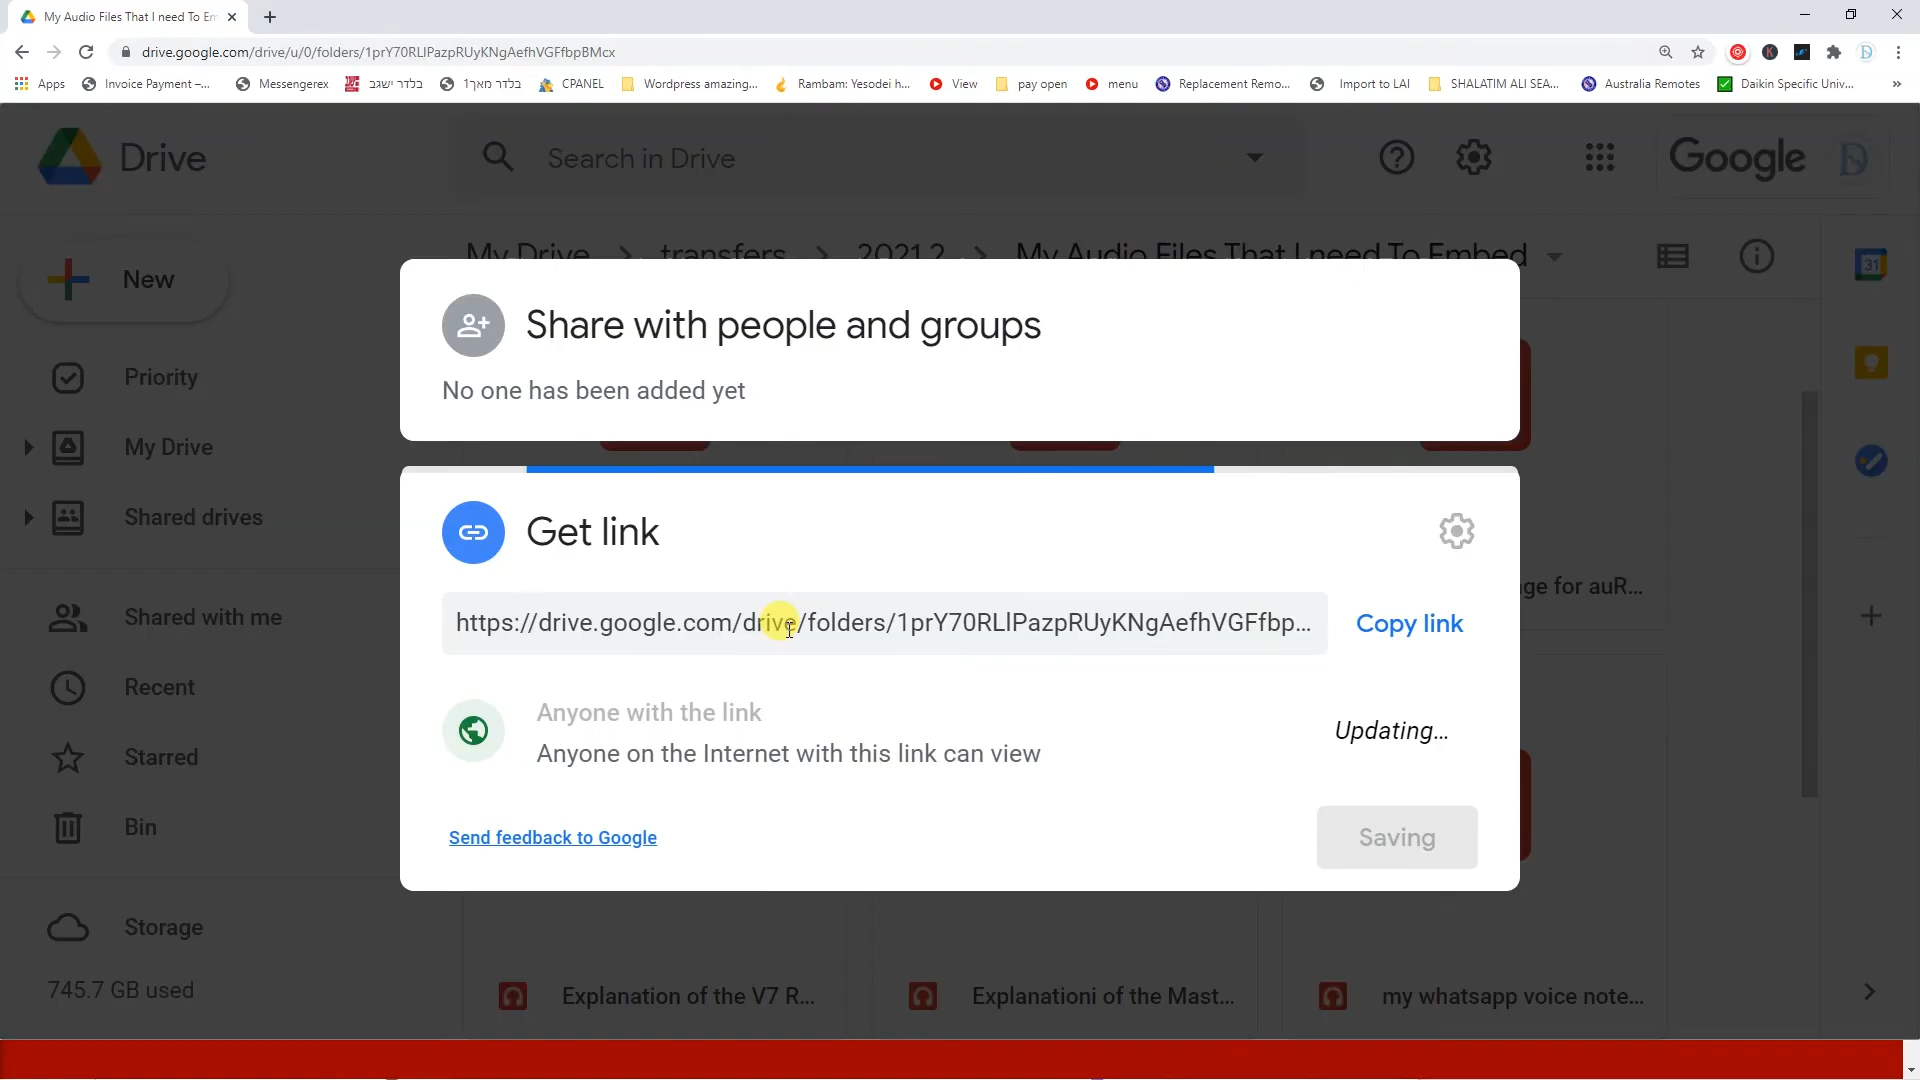 My Audio Files That I need To Em
drive.google.com/drive/u/0/folders/1prY70RLlPazpRUyKNgAefhVGFfbpBMcx
Apps Invoice Payment –... Messengerex בלדר ישגב בלדר מאך1 CPANEL Wordpress amazing... Rambam: Yesodei h... View pay open menu Replacement Remo... Import to LAI SHALATIM ALI SEA... Australia Remotes Daikin Specific Univ... »
Drive
Search in Drive
Google
My Drive transfers 2021 2 My Audio Files That I need To Embed
31
New
Share with people and groups
No one has been added yet
Priority
My Drive
Shared drives
Get link
https://drive.google.com/drive/folders/1prY70RLlPazpRUyKNgAefhVGFfbp... Copy link
ge for auR...
Shared with me
Recent
Anyone with the link
Anyone on the Internet with this link can view
Updating...
Starred
Bin
Send feedback to Google
Saving
Storage
745.7 GB used
Explanation of the V7 R... Explanationi of the Mast... my whatsapp voice note...